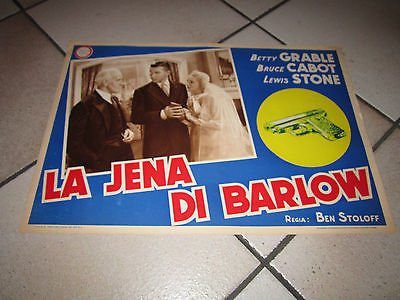 BETTY GRABLE
BRUCE CABOT
LEWIS STONE
LA JENA
DI BARLOW
REGIA: BEN STOLOFF